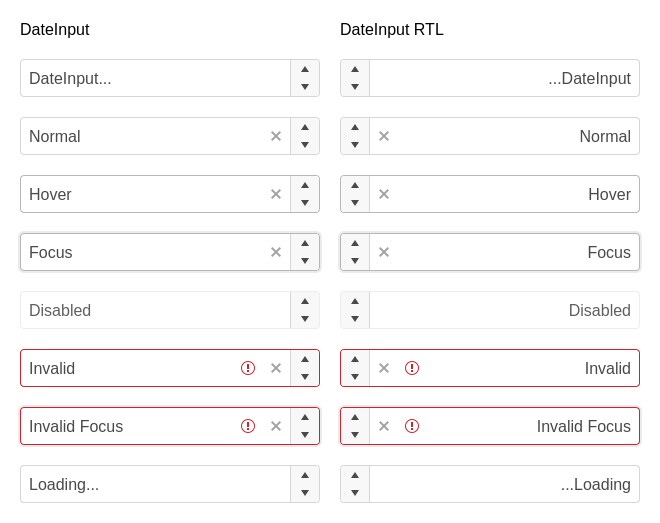 DateInput
DateInput...
Normal
Hover
Focus
Disabled
Invalid
Invalid Focus
Loading...
DateInput RTL
...DateInput
Normal
Hover
Focus
Disabled
Invalid
Invalid Focus
...Loading